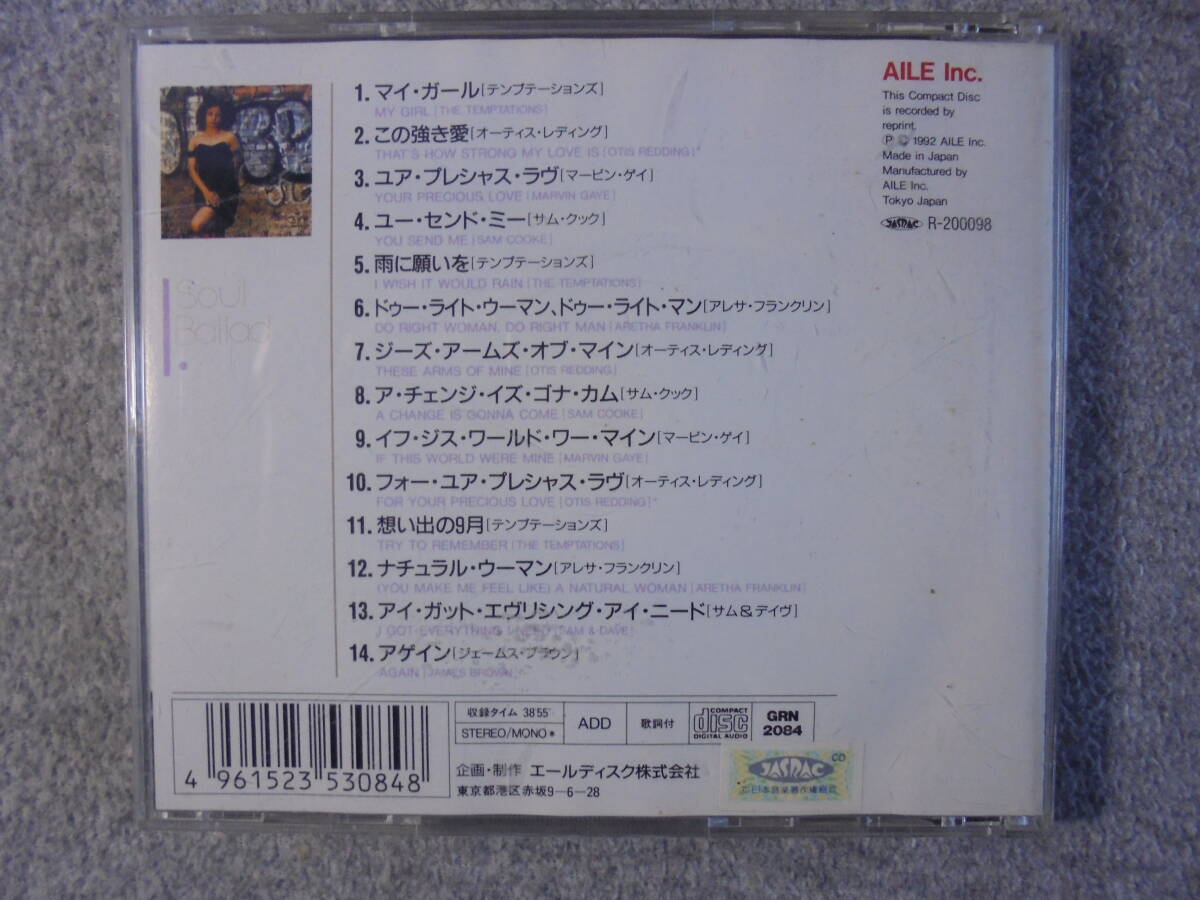 Soul
Ballad
1. マイ・ガール[テンプテーションズ]
MY GIRL [THE TEMPTATIONS]
2. この強き愛[オーティス・レディング]
THAT'S HOW STRONG MY LOVE IS [OTIS REDDING]*
3. ユア・プレシャス・ラヴ[マービン・ゲイ]
YOUR PRECIOUS LOVE [MARVIN GAYE]
4. ユー・センド・ミー[サム・クック]
YOU SEND ME [SAM COOKE]
5. 雨に願いを[テンプテーションズ]
I WISH IT WOULD RAIN [THE TEMPTATIONS]
6. ドゥー・ライト・ウーマン、ドゥー・ライト・マン[アレサ・フランクリン]
DO RIGHT WOMAN, DO RIGHT MAN [ARETHA FRANKLIN]
7. ジーズ・アームズ・オブ・マイン[オーティス・レディング]
THESE ARMS OF MINE [OTIS REDDING]
8. ア・チェンジ・イズ・ゴナ・カム[サム・クック]
A CHANGE IS GONNA COME [SAM COOKE]
9. イフ・ジス・ワールド・ワー・マイン[マービン・ゲイ]
IF THIS WORLD WERE MINE [MARVIN GAYE]
10. フォー・ユア・プレシャス・ラヴ[オーティス・レディング]
FOR YOUR PRECIOUS LOVE [OTIS REDDING]*
11. 想い出の9月[テンプテーションズ]
TRY TO REMEMBER [THE TEMPTATIONS]
12. ナチュラル・ウーマン[アレサ・フランクリン]
(YOU MAKE ME FEEL LIKE) A NATURAL WOMAN [ARETHA FRANKLIN]
13. アイ・ガット・エヴリシング・アイ・ニード[サム&デイヴ]
I GOT EVERYTHING I NEED [SAM & DAVE]
14. アゲイン[ジェームス・ブラウン]
AGAIN [JAMES BROWN]
AILE Inc.
This Compact Disc
is recorded by
reprint.
Ⓟ © 1992 AILE Inc.
Made in Japan
Manufactured by
AILE Inc.
Tokyo Japan
JASRAC R-200098
4 961523 530848
収録タイム 38'55"
STEREO/MONO*
ADD
歌詞付
COMPACT
disc
DIGITAL AUDIO
GRN
2084
企画・制作 エールディスク株式会社
東京都港区赤坂9-6-28
JASRAC
CD